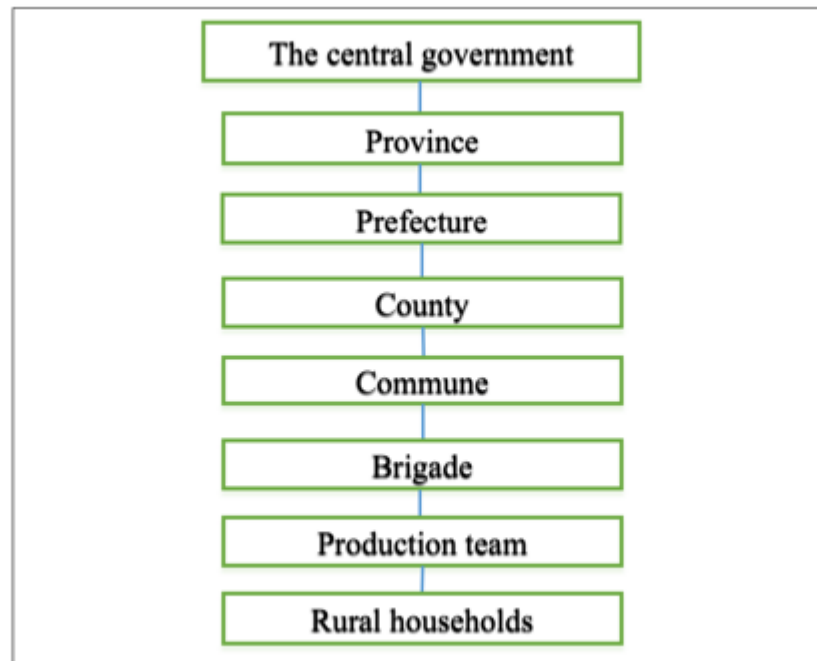 The central government
Province
Prefecture
County
Commune
Brigade
Production team
Rural households